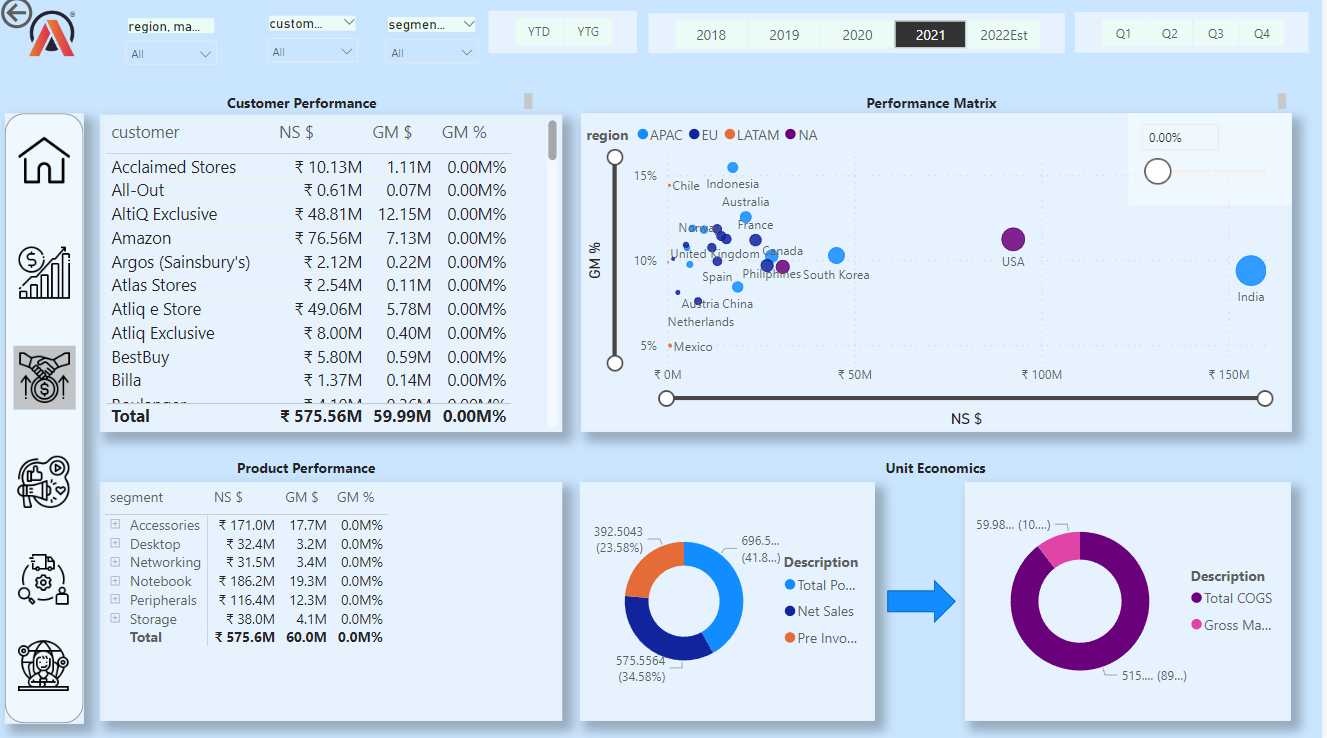 region, ma...
custom...
segmen...
All
All
All
YTD YTG
2018 2019 2020 2021 2022Est
Q1 Q2 Q3 Q4
Customer Performance
customer NS $ GM $ GM %
Acclaimed Stores ₹ 10.13M 1.11M 0.00M%
All-Out ₹ 0.61M 0.07M 0.00M%
AltiQ Exclusive ₹ 48.81M 12.15M 0.00M%
Amazon ₹ 76.56M 7.13M 0.00M%
Argos (Sainsbury's) ₹ 2.12M 0.22M 0.00M%
Atlas Stores ₹ 2.54M 0.11M 0.00M%
Atliq e Store ₹ 49.06M 5.78M 0.00M%
Atliq Exclusive ₹ 8.00M 0.40M 0.00M%
BestBuy ₹ 5.80M 0.59M 0.00M%
Billa ₹ 1.37M 0.14M 0.00M%
Total ₹ 575.56M 59.99M 0.00M%
Performance Matrix
region APAC EU LATAM NA
0.00%
GM %
15%
10%
5%
Chile
Indonesia
Australia
Norway
France
United Kingdom
Canada
Spain
Philippines
South Korea
Austria
China
Netherlands
Mexico
USA
India
₹ 0M ₹ 50M ₹ 100M ₹ 150M
NS $
Product Performance
segment NS $ GM $ GM %
Accessories ₹ 171.0M 17.7M 0.0M%
Desktop ₹ 32.4M 3.2M 0.0M%
Networking ₹ 31.5M 3.4M 0.0M%
Notebook ₹ 186.2M 19.3M 0.0M%
Peripherals ₹ 116.4M 12.3M 0.0M%
Storage ₹ 38.0M 4.1M 0.0M%
Total ₹ 575.6M 60.0M 0.0M%
Unit Economics
392.5043
(23.58%)
696.5...
(41.8...)
575.5564
(34.58%)
Description
Total Po...
Net Sales
Pre Invo...
59.98... (10....)
515.... (89...)
Description
Total COGS
Gross Ma...